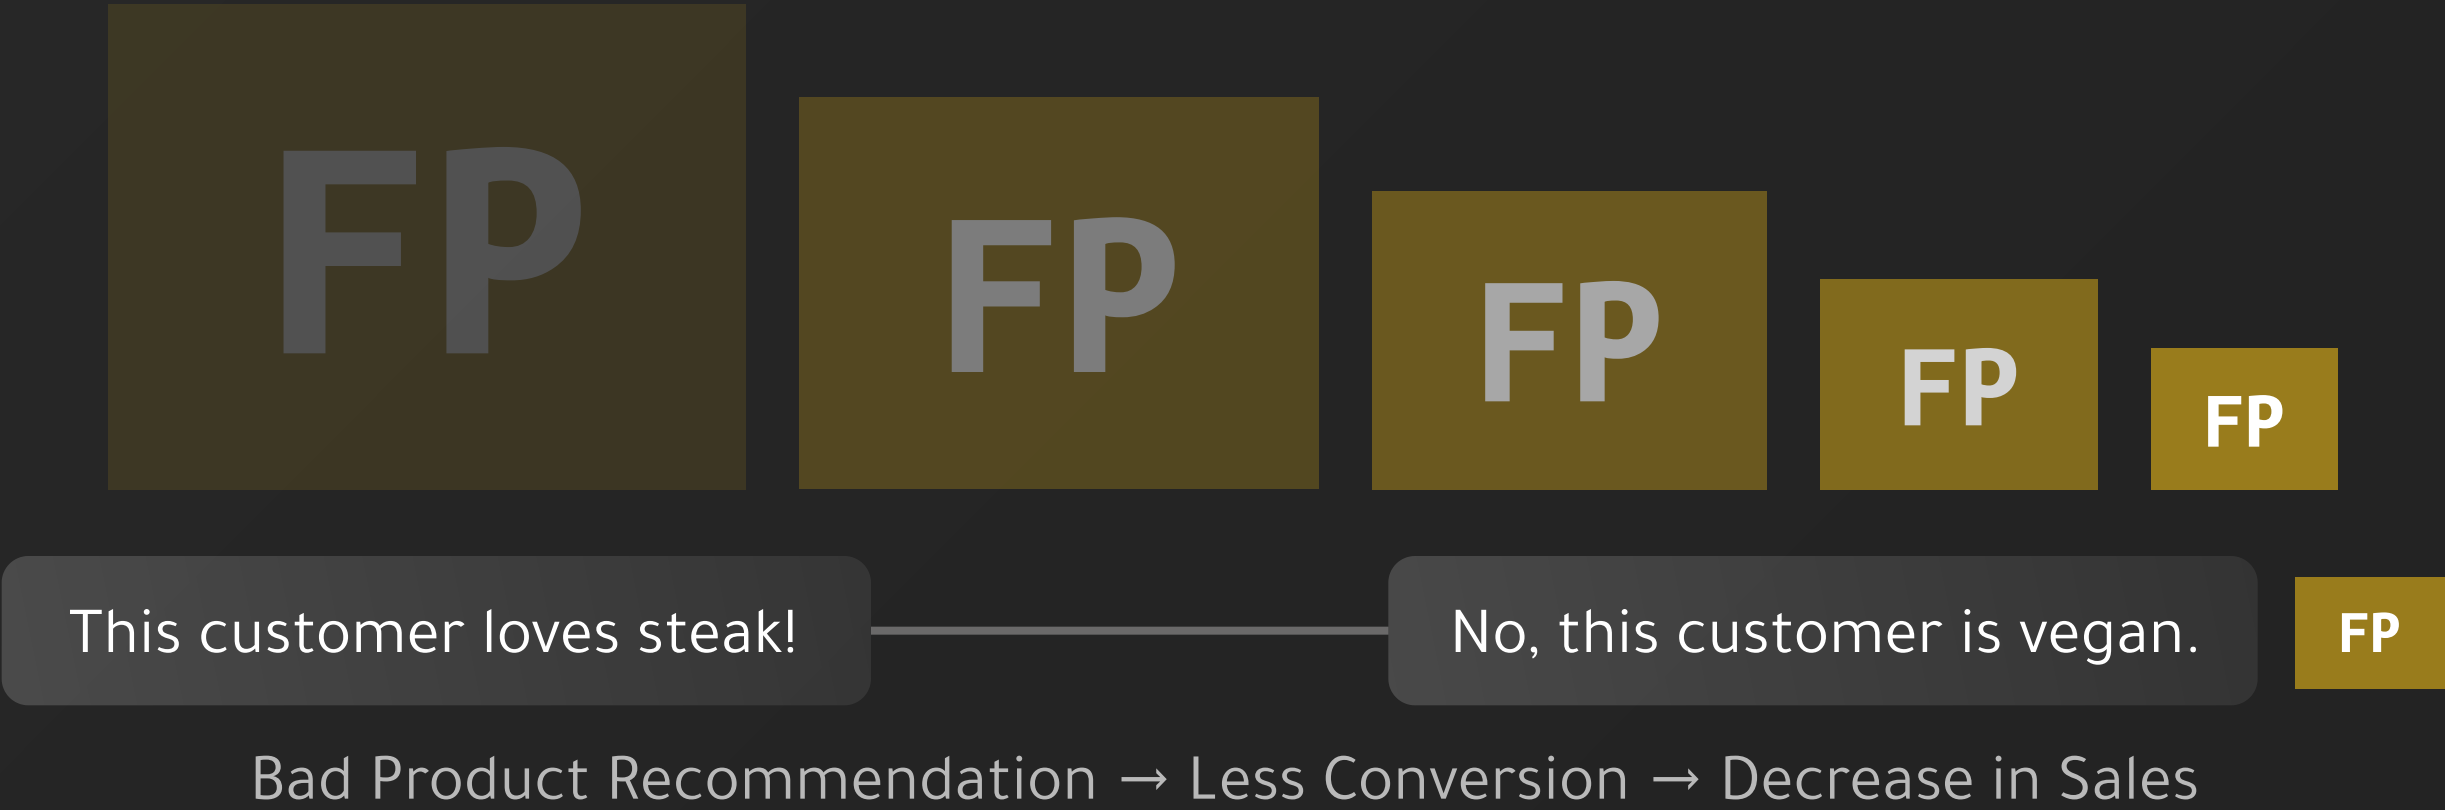 FP FP FP FP FP
This customer loves steak! No, this customer is vegan. FP
Bad Product Recommendation → Less Conversion → Decrease in Sales